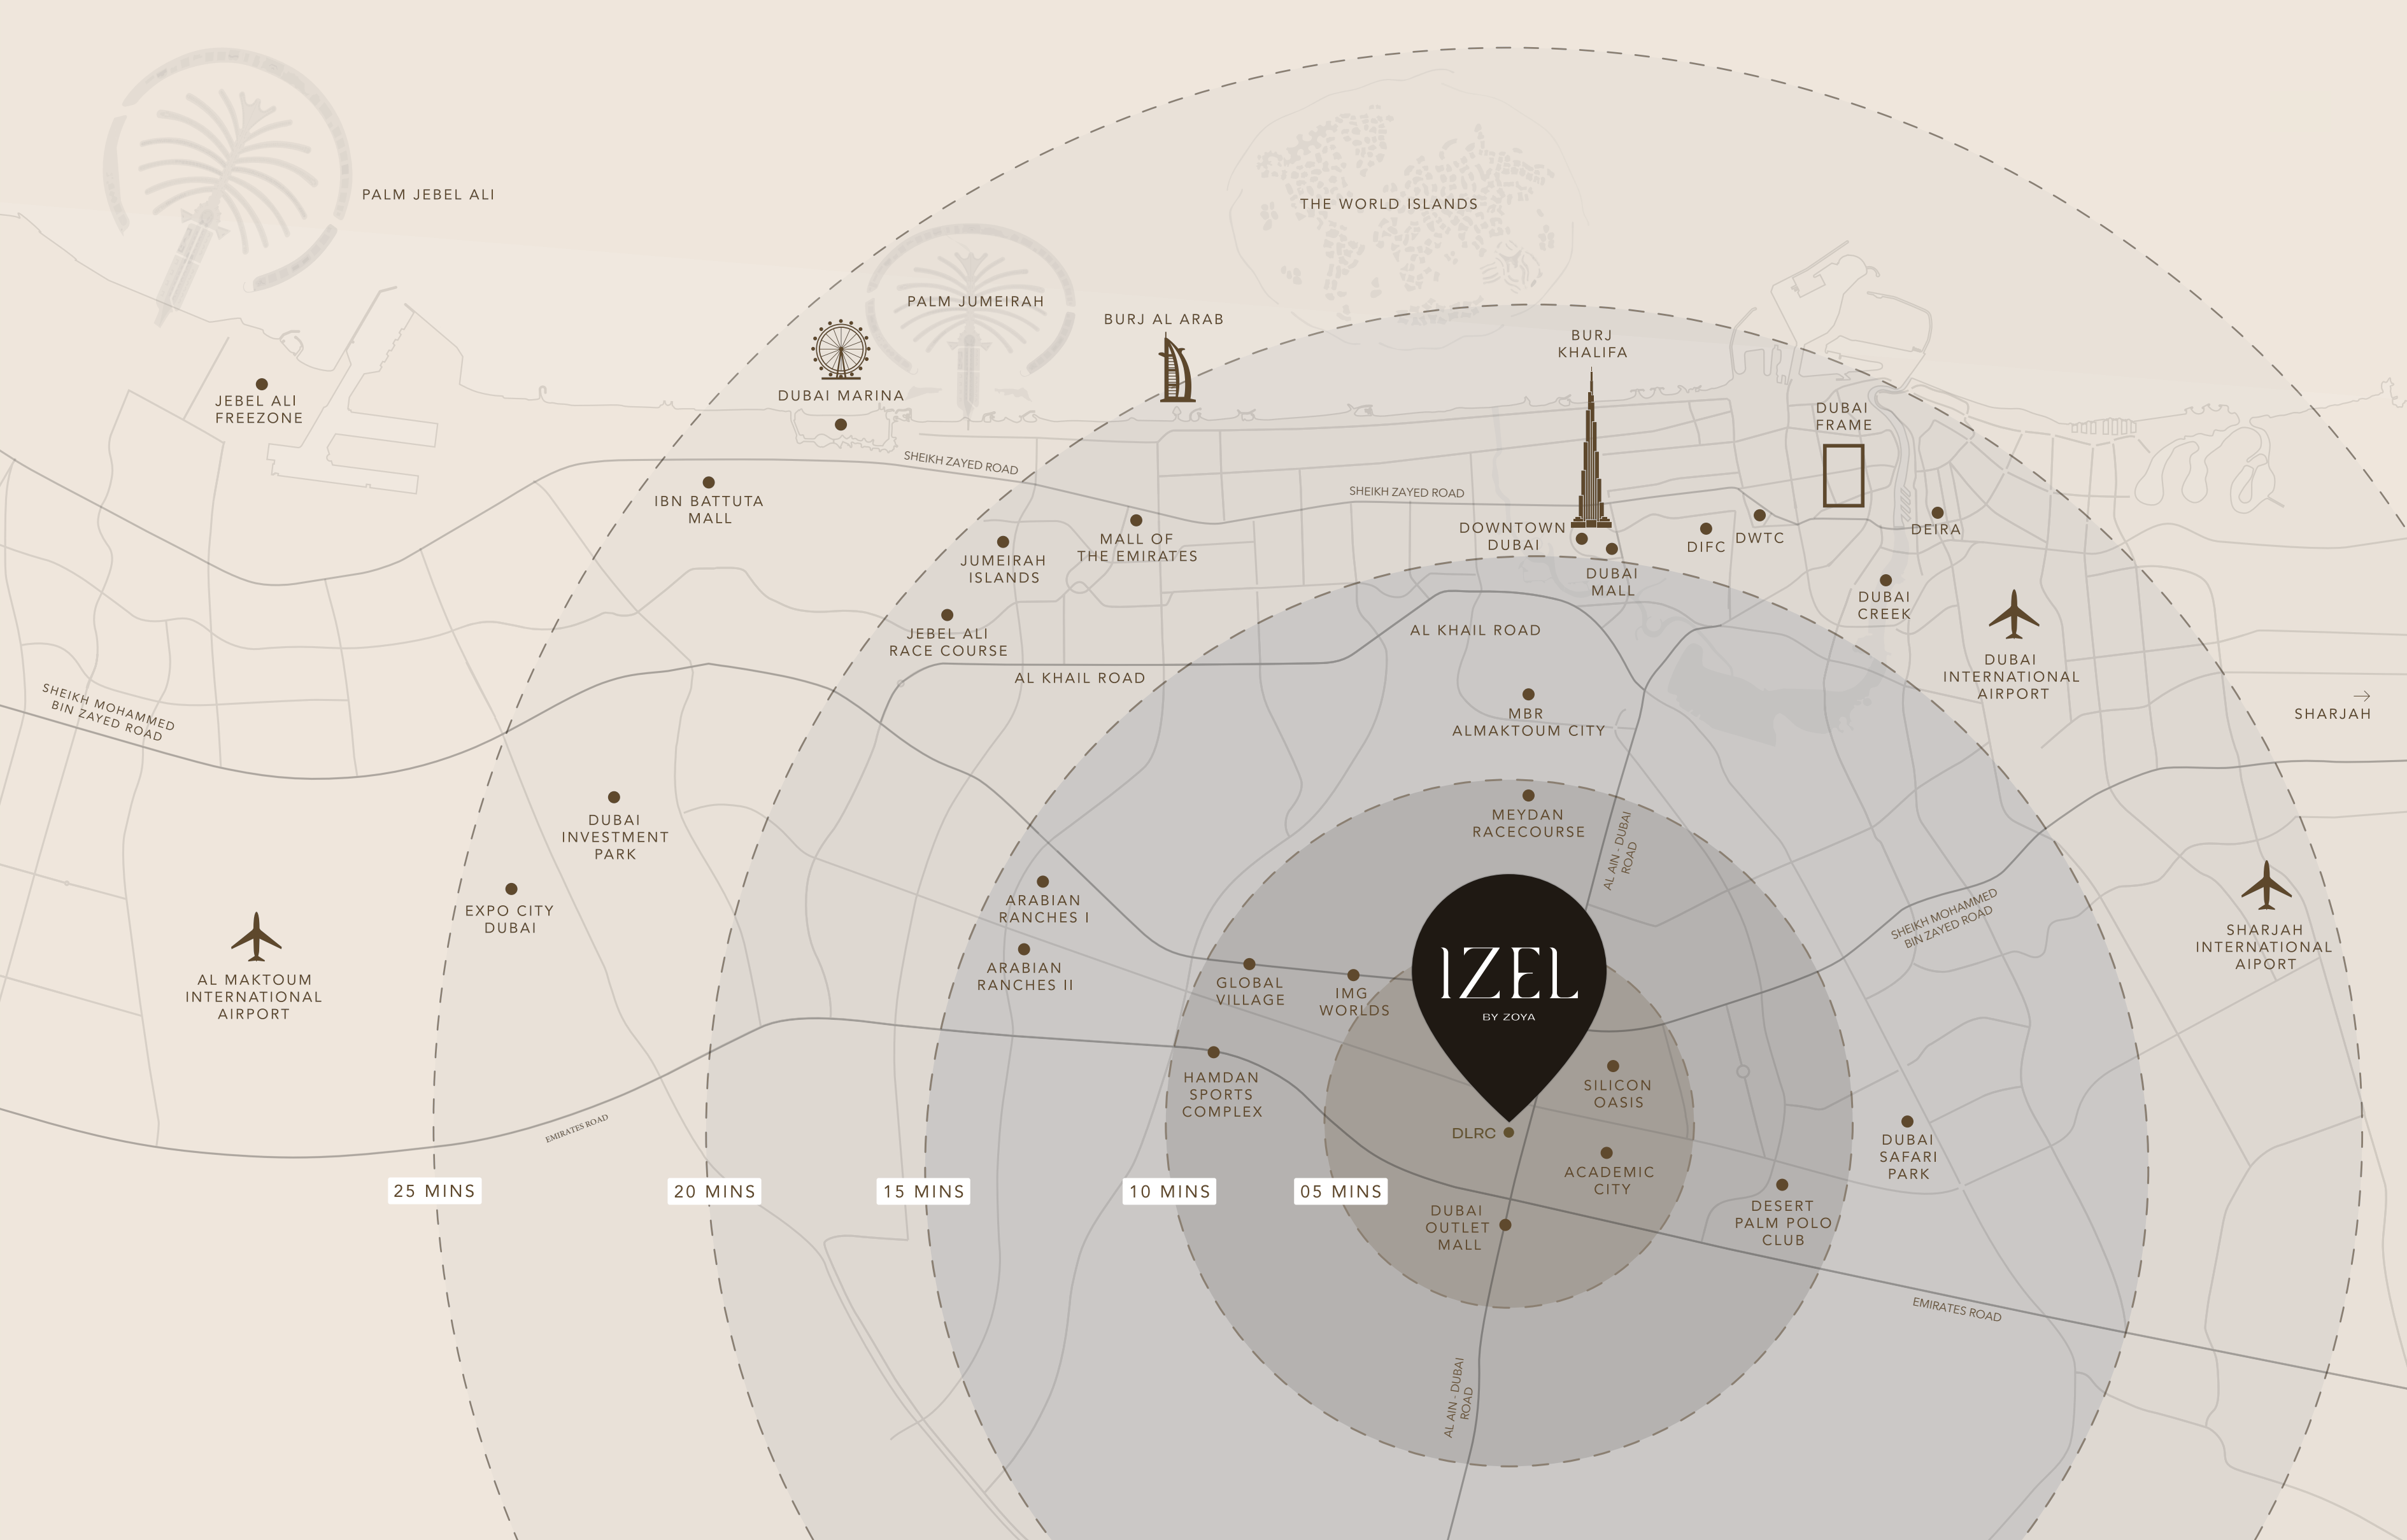 PALM JEBEL ALI
THE WORLD ISLANDS
PALM JUMEIRAH
BURJ AL ARAB
BURJ
KHALIFA
DUBAI MARINA
JEBEL ALI
FREEZONE
DUBAI
FRAME
SHEIKH ZAYED ROAD
SHEIKH ZAYED ROAD
IBN BATTUTA
MALL
MALL OF
THE EMIRATES
JUMEIRAH
ISLANDS
DOWNTOWN
DUBAI
DUBAI
MALL
DIFC
DWTC
DEIRA
DUBAI
CREEK
JEBEL ALI
RACE COURSE
AL KHAIL ROAD
AL KHAIL ROAD
DUBAI
INTERNATIONAL
AIRPORT
SHEIKH MOHAMMED
BIN ZAYED ROAD
MBR
ALMAKTOUM CITY
→
SHARJAH
DUBAI
INVESTMENT
PARK
MEYDAN
RACECOURSE
AL AIN - DUBAI
ROAD
EXPO CITY
DUBAI
ARABIAN
RANCHES I
ARABIAN
RANCHES II
SHEIKH MOHAMMED
BIN ZAYED ROAD
SHARJAH
INTERNATIONAL
AIPORT
AL MAKTOUM
INTERNATIONAL
AIRPORT
GLOBAL
VILLAGE
IMG
WORLDS
IZEL
BY ZOYA
HAMDAN
SPORTS
COMPLEX
SILICON
OASIS
EMIRATES ROAD
DLRC
DUBAI
SAFARI
PARK
ACADEMIC
CITY
25 MINS
20 MINS
15 MINS
10 MINS
05 MINS
DUBAI
OUTLET
MALL
DESERT
PALM POLO
CLUB
EMIRATES ROAD
AL AIN - DUBAI
ROAD